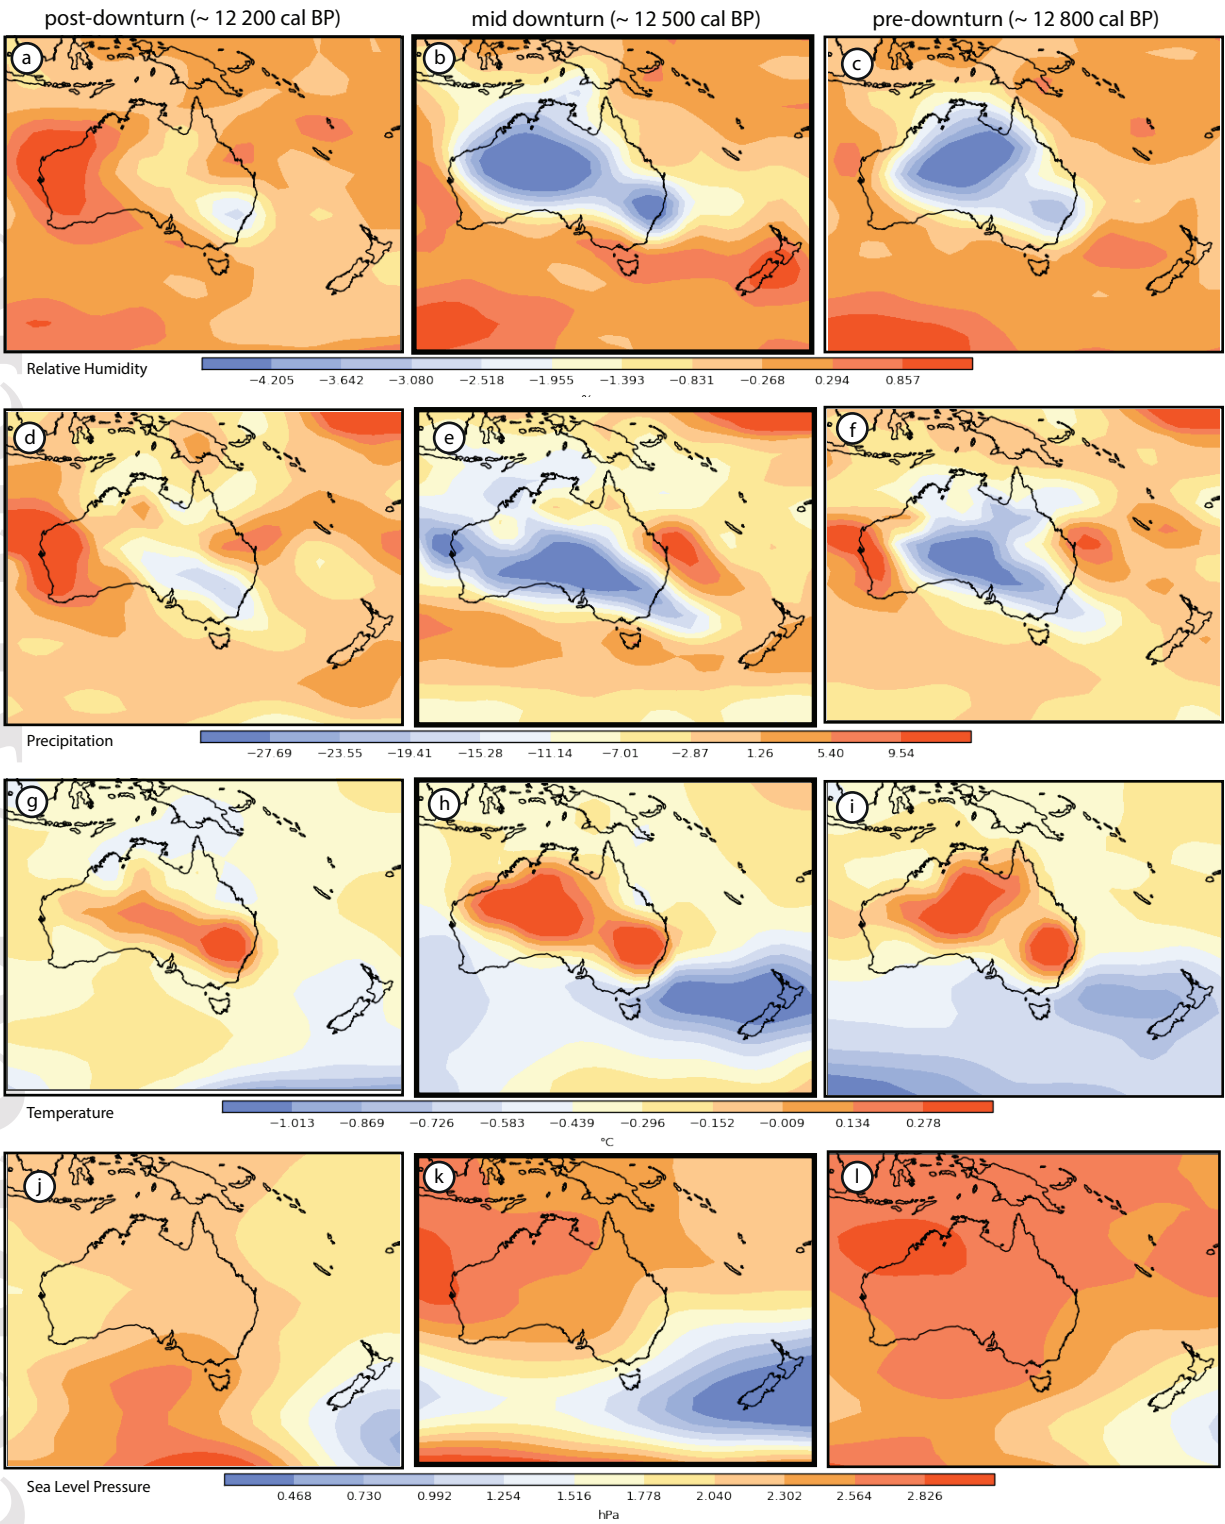 post-downturn (~ 12 200 cal BP) mid downturn (~ 12 500 cal BP) pre-downturn (~ 12 800 cal BP)
a b c
Relative Humidity
−4.205 −3.642 −3.080 −2.518 −1.955 −1.393 −0.831 −0.268 0.294 0.857
d e f
Precipitation
−27.69 −23.55 −19.41 −15.28 −11.14 −7.01 −2.87 1.26 5.40 9.54
g h i
Temperature
−1.013 −0.869 −0.726 −0.583 −0.439 −0.296 −0.152 −0.009 0.134 0.278
°C
j k l
Sea Level Pressure
0.468 0.730 0.992 1.254 1.516 1.778 2.040 2.302 2.564 2.826
hPa